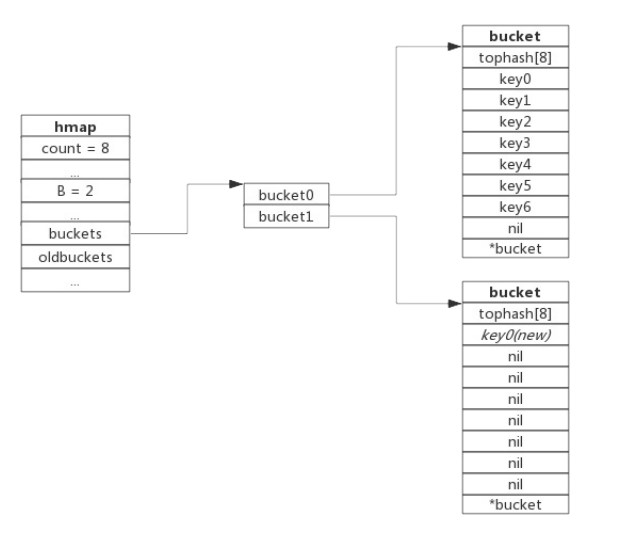 hmap
count = 8
...
B = 2
...
buckets
oldbuckets
...
bucket0
bucket1
bucket
tophash[8]
key0
key1
key2
key3
key4
key5
key6
nil
*bucket
bucket
tophash[8]
key0(new)
nil
nil
nil
nil
nil
nil
nil
*bucket